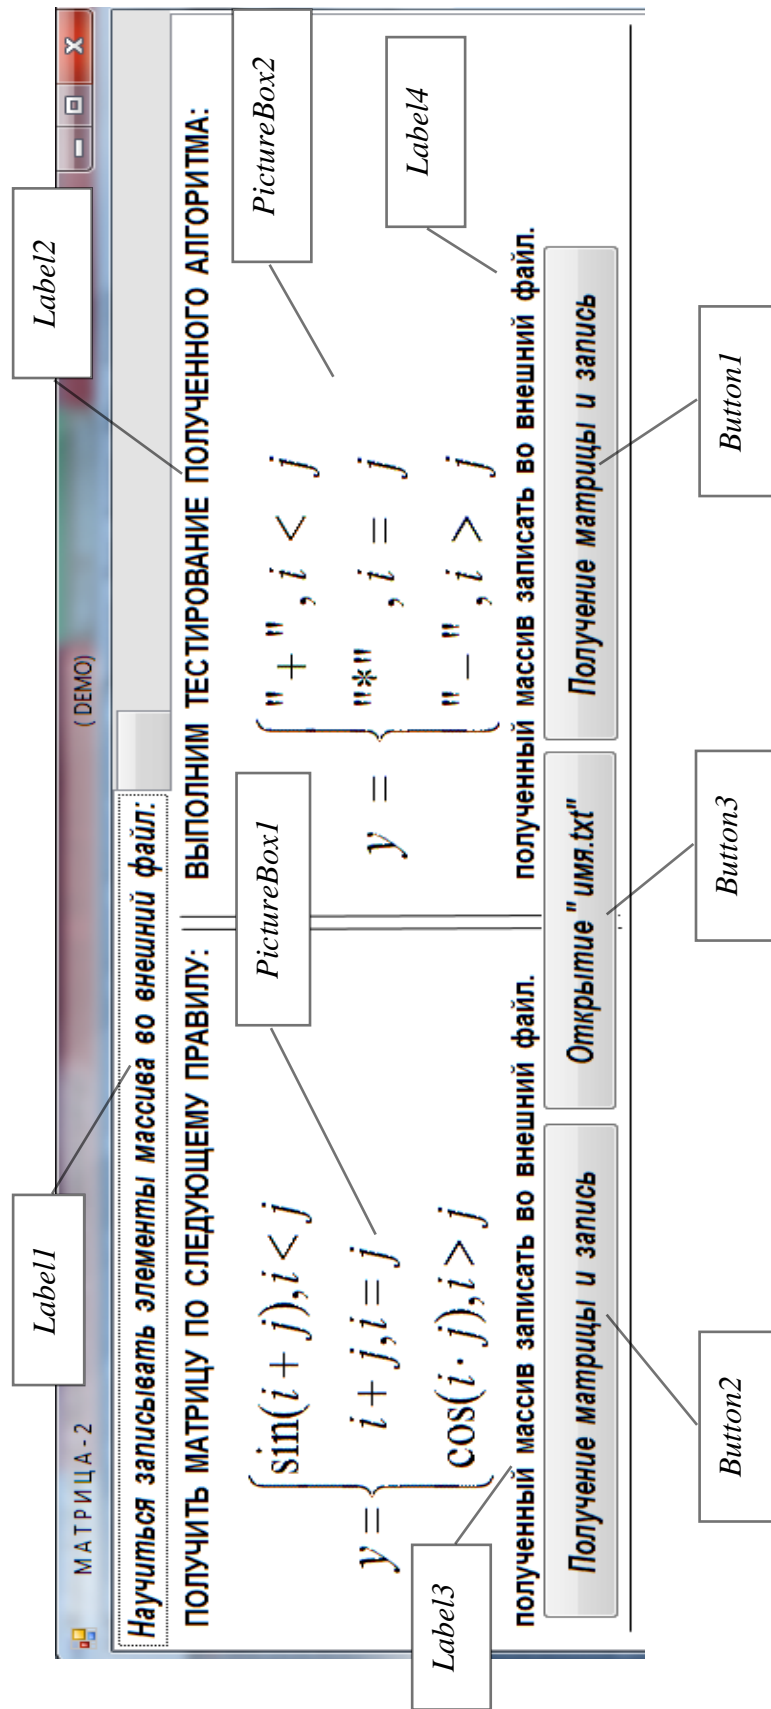 Label1
Label2
МАТРИЦА-2
( DEMO)
Научиться записывать элементы массива во внешний файл:
ПОЛУЧИТЬ МАТРИЦУ ПО СЛЕДУЮЩЕМУ ПРАВИЛУ:
ВЫПОЛНИМ ТЕСТИРОВАНИЕ ПОЛУЧЕННОГО АЛГОРИТМА:
PictureBox1
PictureBox2
sin(i + j), i < j
y = i + j, i = j
cos(i · j), i > j
"+" , i < j
y = "*" , i = j
"−" , i > j
Label3
Label4
полученный массив записать во внешний файл.
полученный массив записать во внешний файл.
Получение матрицы и запись
Открытие "имя.txt"
Получение матрицы и запись
Button2
Button3
Button1